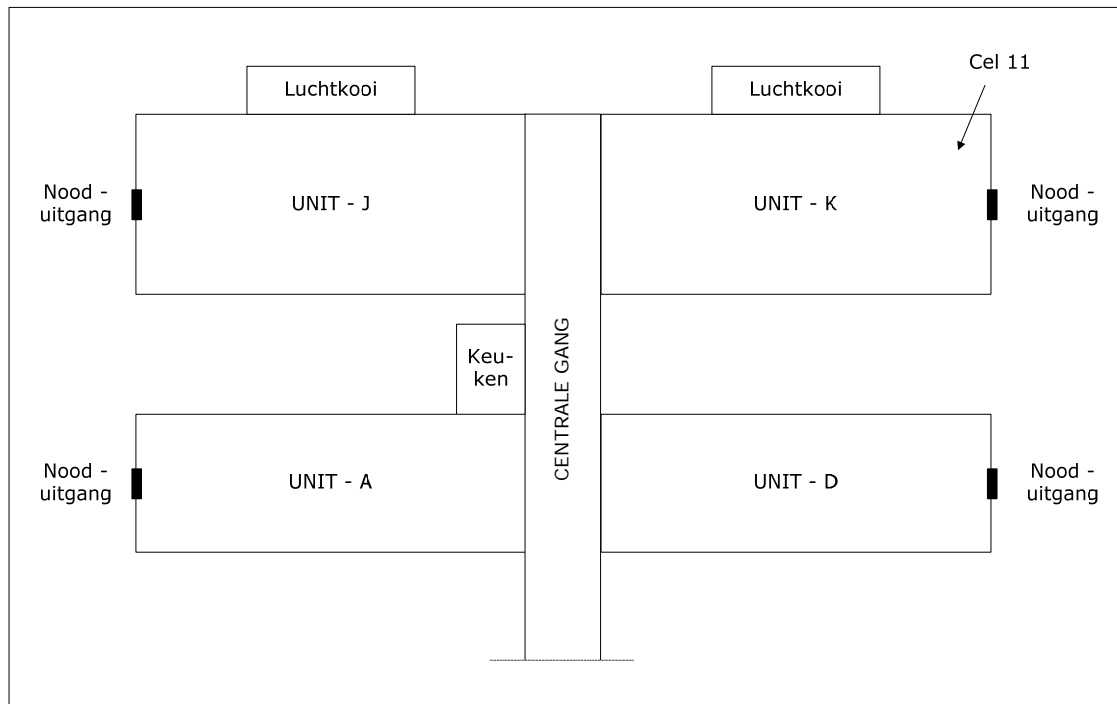 Cel 11
Luchtkooi
Luchtkooi
Nood -
uitgang
UNIT - J
UNIT - K
Nood -
uitgang
CENTRALE GANG
Keu-
ken
Nood -
uitgang
UNIT - A
UNIT - D
Nood -
uitgang